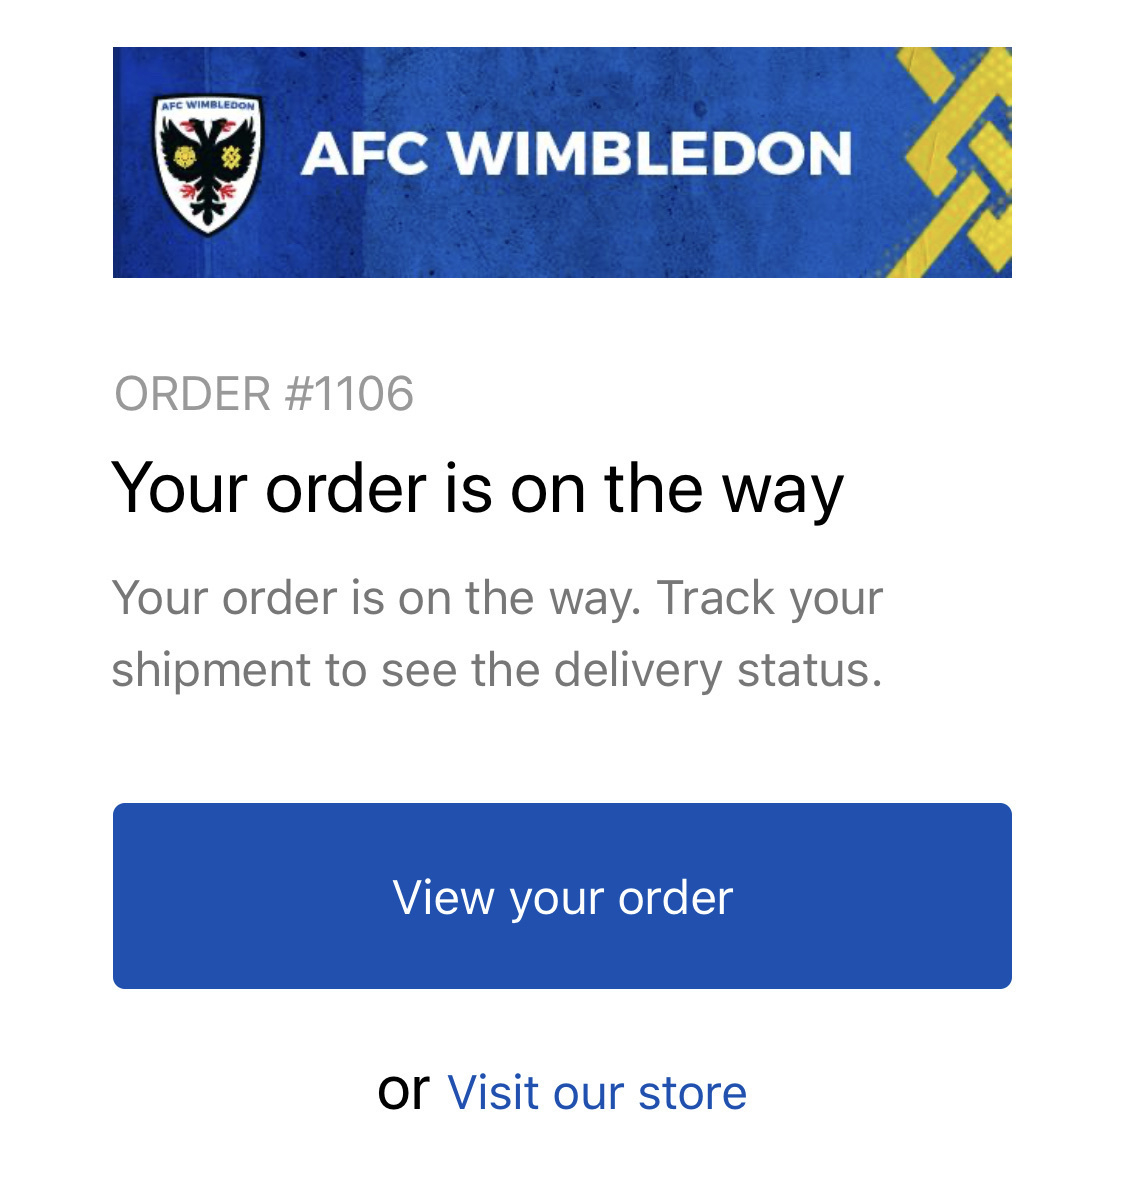 AFC WIMBLEDON
AFC WIMBLEDON
ORDER #1106
Your order is on the way
Your order is on the way. Track your
shipment to see the delivery status.
View your order
or Visit our store